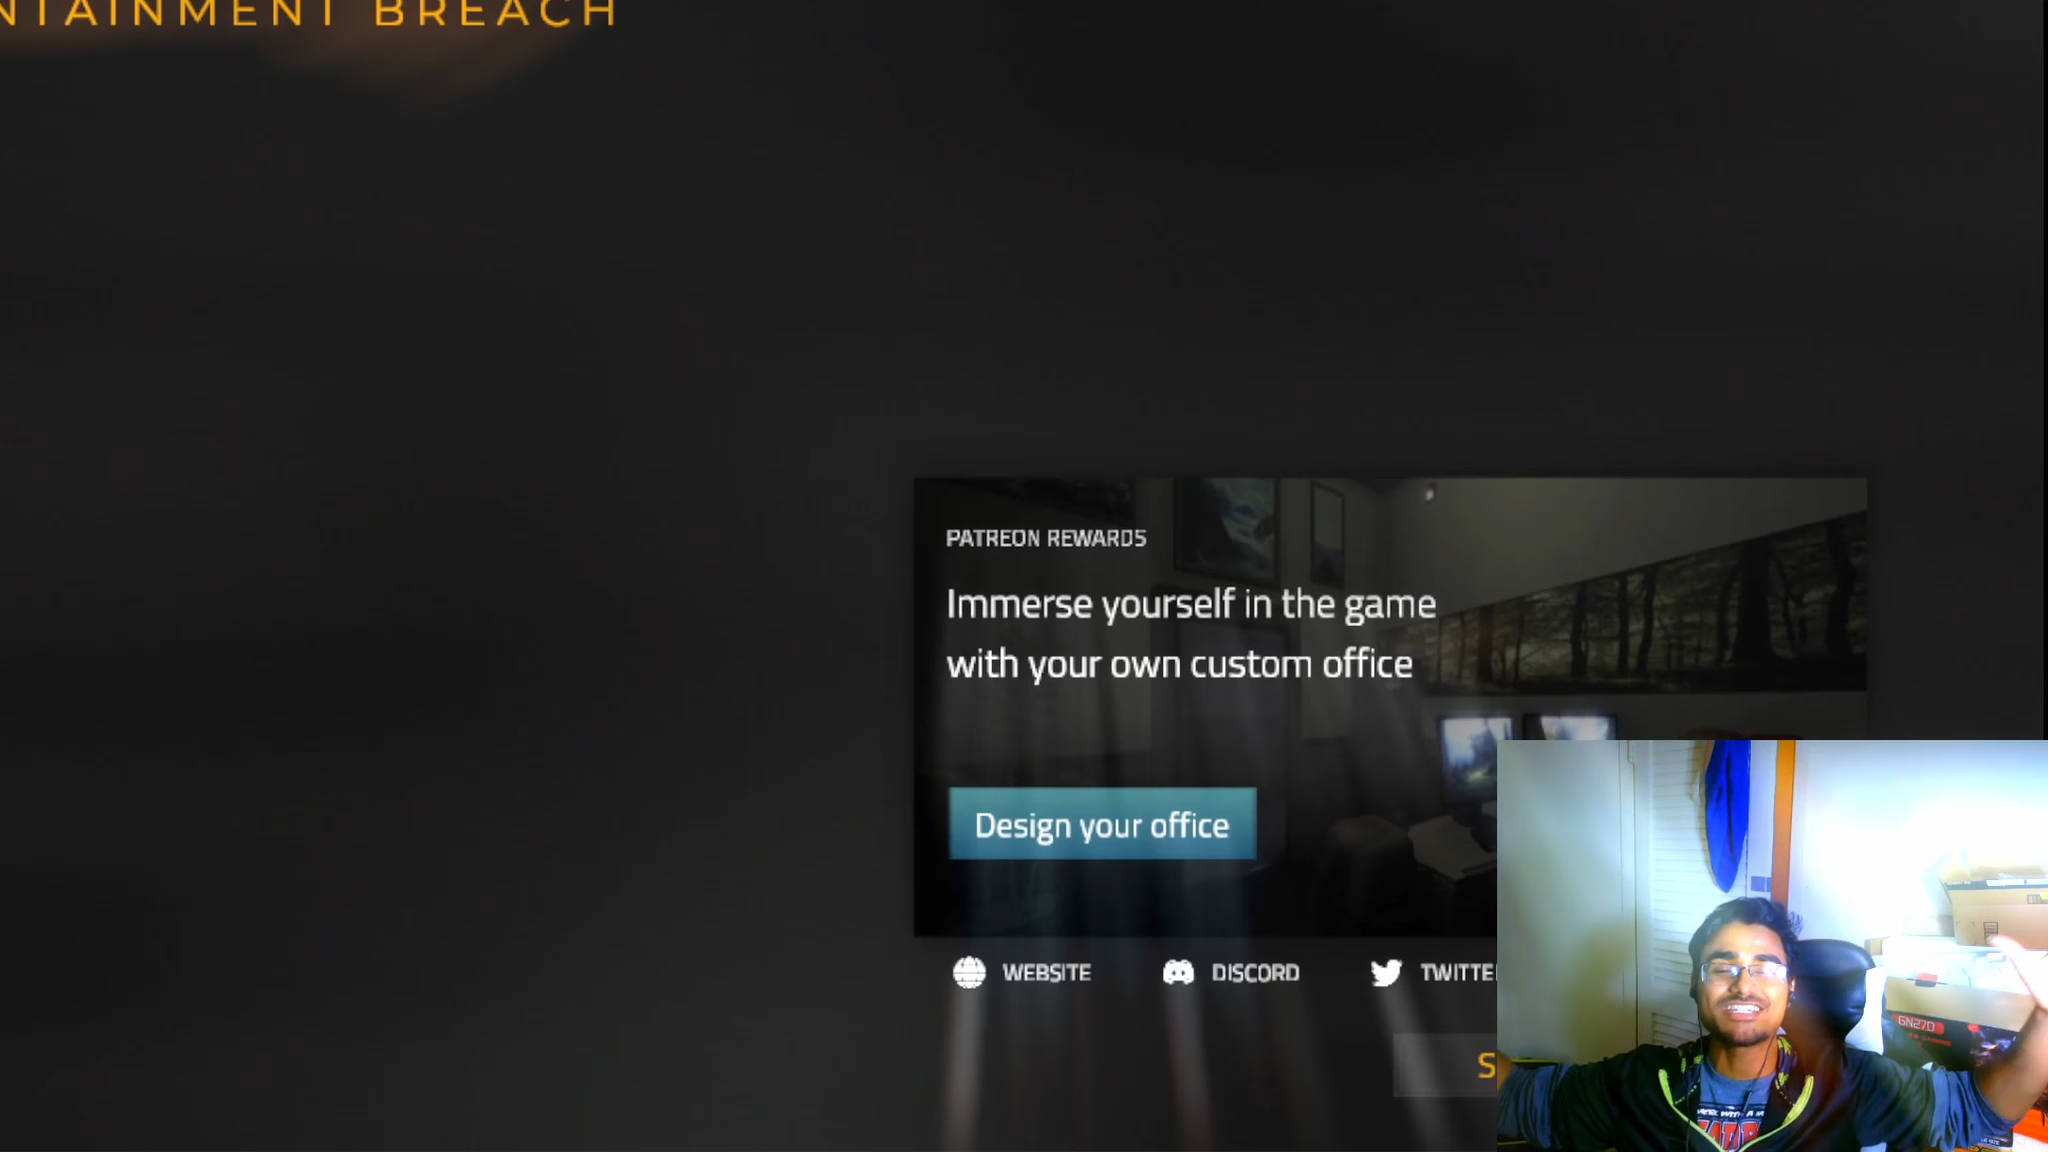 NTAINMENT BREACH
PATREON REWARDS
Immerse yourself in the game
with your own custom office
Design your office
WEBSITE
DISCORD
TWITTE
S
GN27D